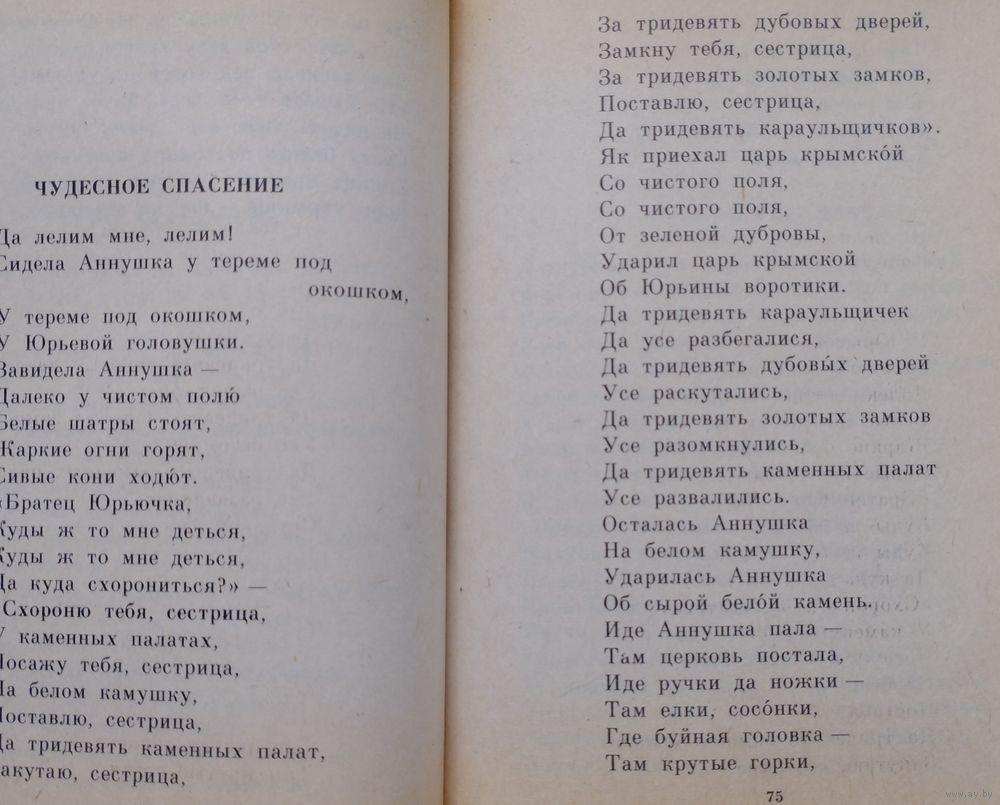 ЧУДЕСНОЕ СПАСЕНИЕ
Да лелим мне, лелим!
Сидела Аннушка у тереме под
окошком,
У тереме под окошком,
У Юрьевой головушки.
Завидела Аннушка —
Далеко у чистом полю́
Белые шатры стоят,
Жаркие огни горят,
Сивые кони ходю́т.
«Братец Юрьючка,
Куды ж то мне деться,
Куды ж то мне деться,
Да куда схорониться?» —
Схороню тебя, сестрица,
У каменных палатах,
Посажу тебя, сестрица,
На белом камушку,
Поставлю, сестрица,
Да тридевять каменных палат,
Закутаю, сестрица,
За тридевять дубовых дверей,
Замкну тебя, сестрица,
За тридевять золотых замков,
Поставлю, сестрица,
Да тридевять караульщичков».
Як приехал царь крымско́й
Со чистого поля,
Со чистого поля,
От зеленой дубровы,
Ударил царь крымской
Об Юрьины воротики.
Да тридевять караульщичек
Да усе разбегалися,
Да тридевять дубовы́х дверей
Усе раскутались,
Да тридевять золотых замков
Усе разомкнулись,
Да тридевять каменных палат
Усе развалились.
Осталась Аннушка
На белом камушку,
Ударилась Аннушка
Об сырой бело́й камень.
Иде Аннушка пала —
Там церковь постала,
Иде ручки да ножки —
Там елки, сосо́нки,
Где буйная головка —
Там крутые горки,
75
www.ay.by